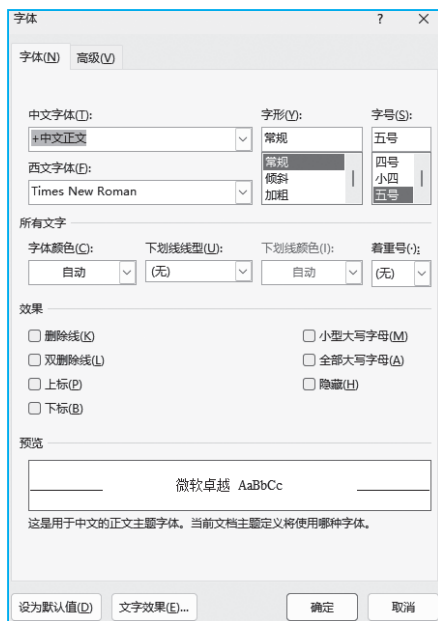 字体 ? ×
字体(N) 高级(V)
中文字体(T): 字形(Y): 字号(S):
+中文正文 常规 五号
常规 四号
西文字体(F): 倾斜 小四
Times New Roman 加粗 五号
所有文字
字体颜色(C): 下划线线型(U): 下划线颜色(I): 着重号(·):
自动 (无) 自动 (无)
效果
删除线(K) 小型大写字母(M)
双删除线(L) 全部大写字母(A)
上标(P) 隐藏(H)
下标(B)
预览
微软卓越 AaBbCc
这是用于中文的正文主题字体。当前文档主题定义将使用哪种字体。
设为默认值(D) 文字效果(E)... 确定 取消